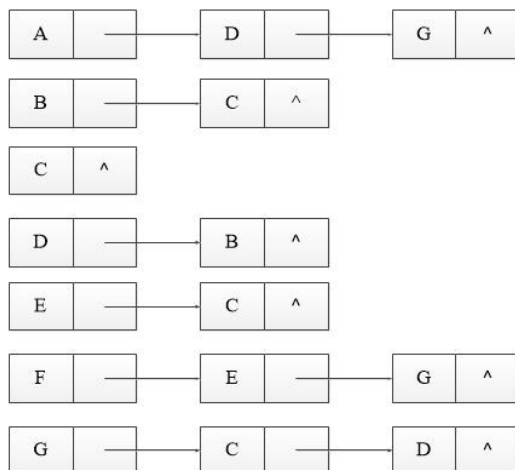 A D G ^
B C ^
C ^
D B ^
E C ^
F E G ^
G C D ^